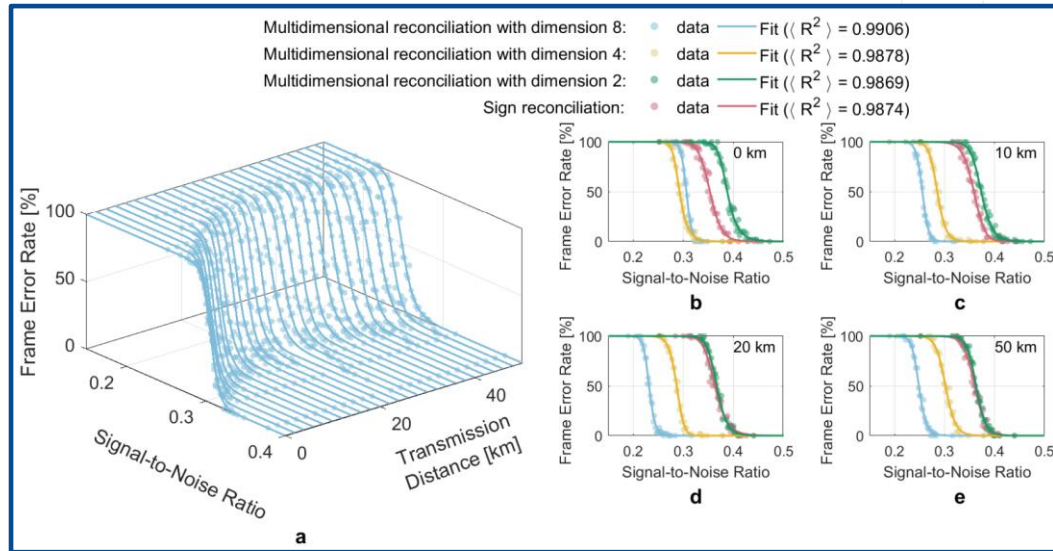 Multidimensional reconciliation with dimension 8: data Fit (⟨ R² ⟩ = 0.9906)
Multidimensional reconciliation with dimension 4: data Fit (⟨ R² ⟩ = 0.9878)
Multidimensional reconciliation with dimension 2: data Fit (⟨ R² ⟩ = 0.9869)
Sign reconciliation: data Fit (⟨ R² ⟩ = 0.9874)
Frame Error Rate [%]
100
50
0
0.2
0.3
0.4
Signal-to-Noise Ratio
0
20
40
Transmission
Distance [km]
a
Frame Error Rate [%]
100
50
0
0 km
0.2 0.3 0.4 0.5
Signal-to-Noise Ratio
b
Frame Error Rate [%]
100
50
0
10 km
0.2 0.3 0.4 0.5
Signal-to-Noise Ratio
c
Frame Error Rate [%]
100
50
0
20 km
0.2 0.3 0.4 0.5
Signal-to-Noise Ratio
d
Frame Error Rate [%]
100
50
0
50 km
0.2 0.3 0.4 0.5
Signal-to-Noise Ratio
e